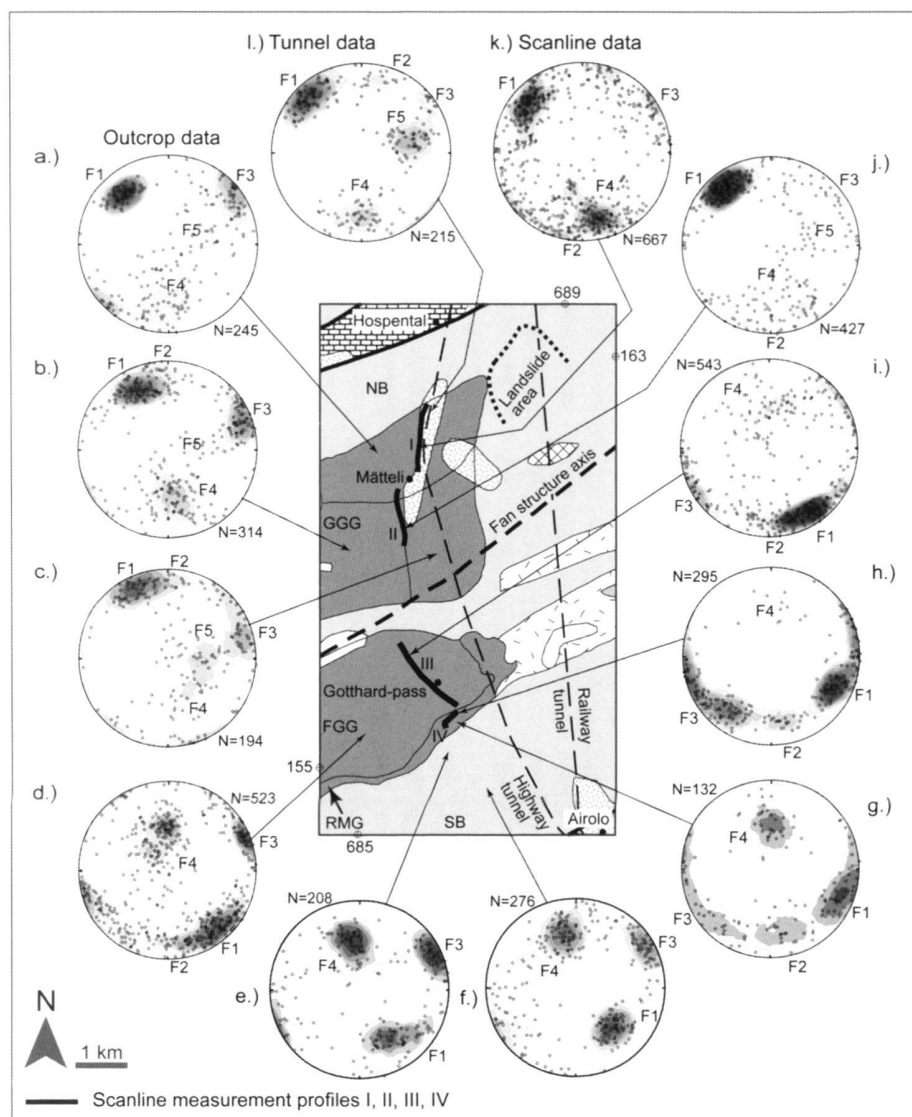 l.) Tunnel data
k.) Scanline data
F1
F2
F3
F5
F4
N=215
F1
F3
F4
F2
N=667
Outcrop data
a.)
F1
F3
F5
F4
N=245
j.)
F1
F3
F5
F4
F2
N=427
b.)
F1
F2
F3
F5
F4
N=314
i.)
N=543
F4
F3
F2
F1
c.)
F1
F2
F5
F3
F4
N=194
h.)
N=295
F4
F3
F1
F2
d.)
N=523
F3
F4
F1
F2
g.)
N=132
F4
F3
F1
F2
689
Hospental
163
NB
Landslide
area
I
Mätteli
Fan structure axis
GGG
II
III
Gotthard-pass
Railway
tunnel
FGG
IV
155
Highway
tunnel
RMG
SB
Airolo
685
e.)
N=208
F4
F3
F1
f.)
N=276
F4
F3
F1
N
1 km
Scanline measurement profiles I, II, III, IV